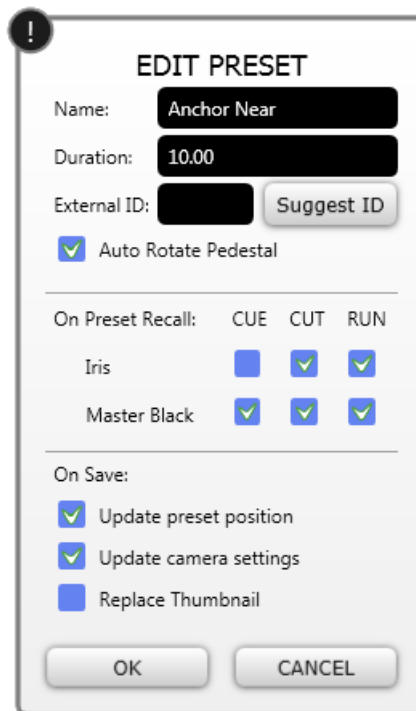 !
EDIT PRESET
Name: Anchor Near
Duration: 10.00
External ID: Suggest ID
Auto Rotate Pedestal
On Preset Recall: CUE CUT RUN
Iris
Master Black
On Save:
Update preset position
Update camera settings
Replace Thumbnail
OK CANCEL